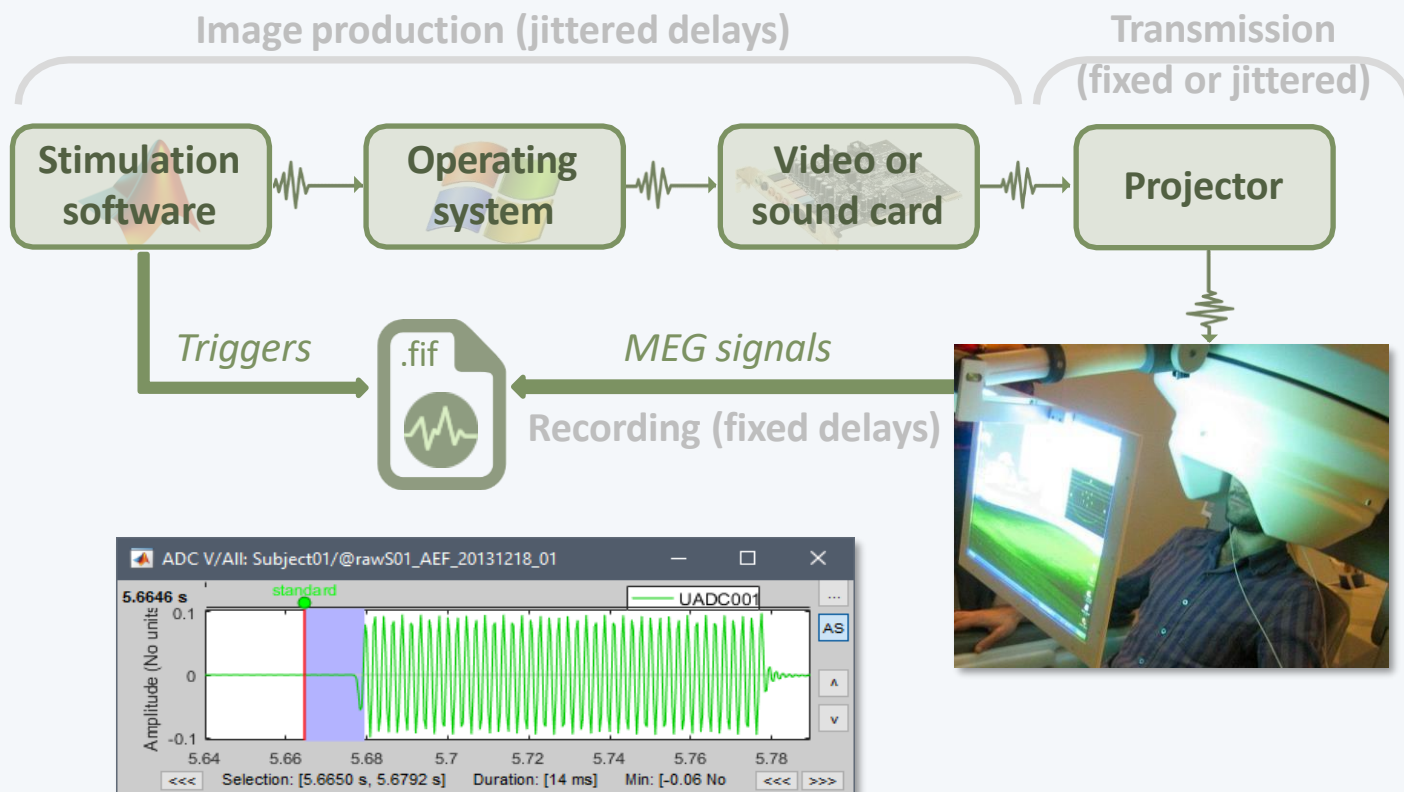 Image production (jittered delays)
Transmission
(fixed or jittered)
Stimulation
software
Operating
system
Video or
sound card
Projector
Triggers
.fif
MEG signals
Recording (fixed delays)
ADC V/All: Subject01/@rawS01_AEF_20131218_01
5.6646 s
standard
UADC001
...
AS
Amplitude (No units
0.1
0
-0.1
5.64 5.66 5.68 5.7 5.72 5.74 5.76 5.78
<<< Selection: [5.6650 s, 5.6792 s] Duration: [14 ms] Min: [-0.06 No <<< >>>